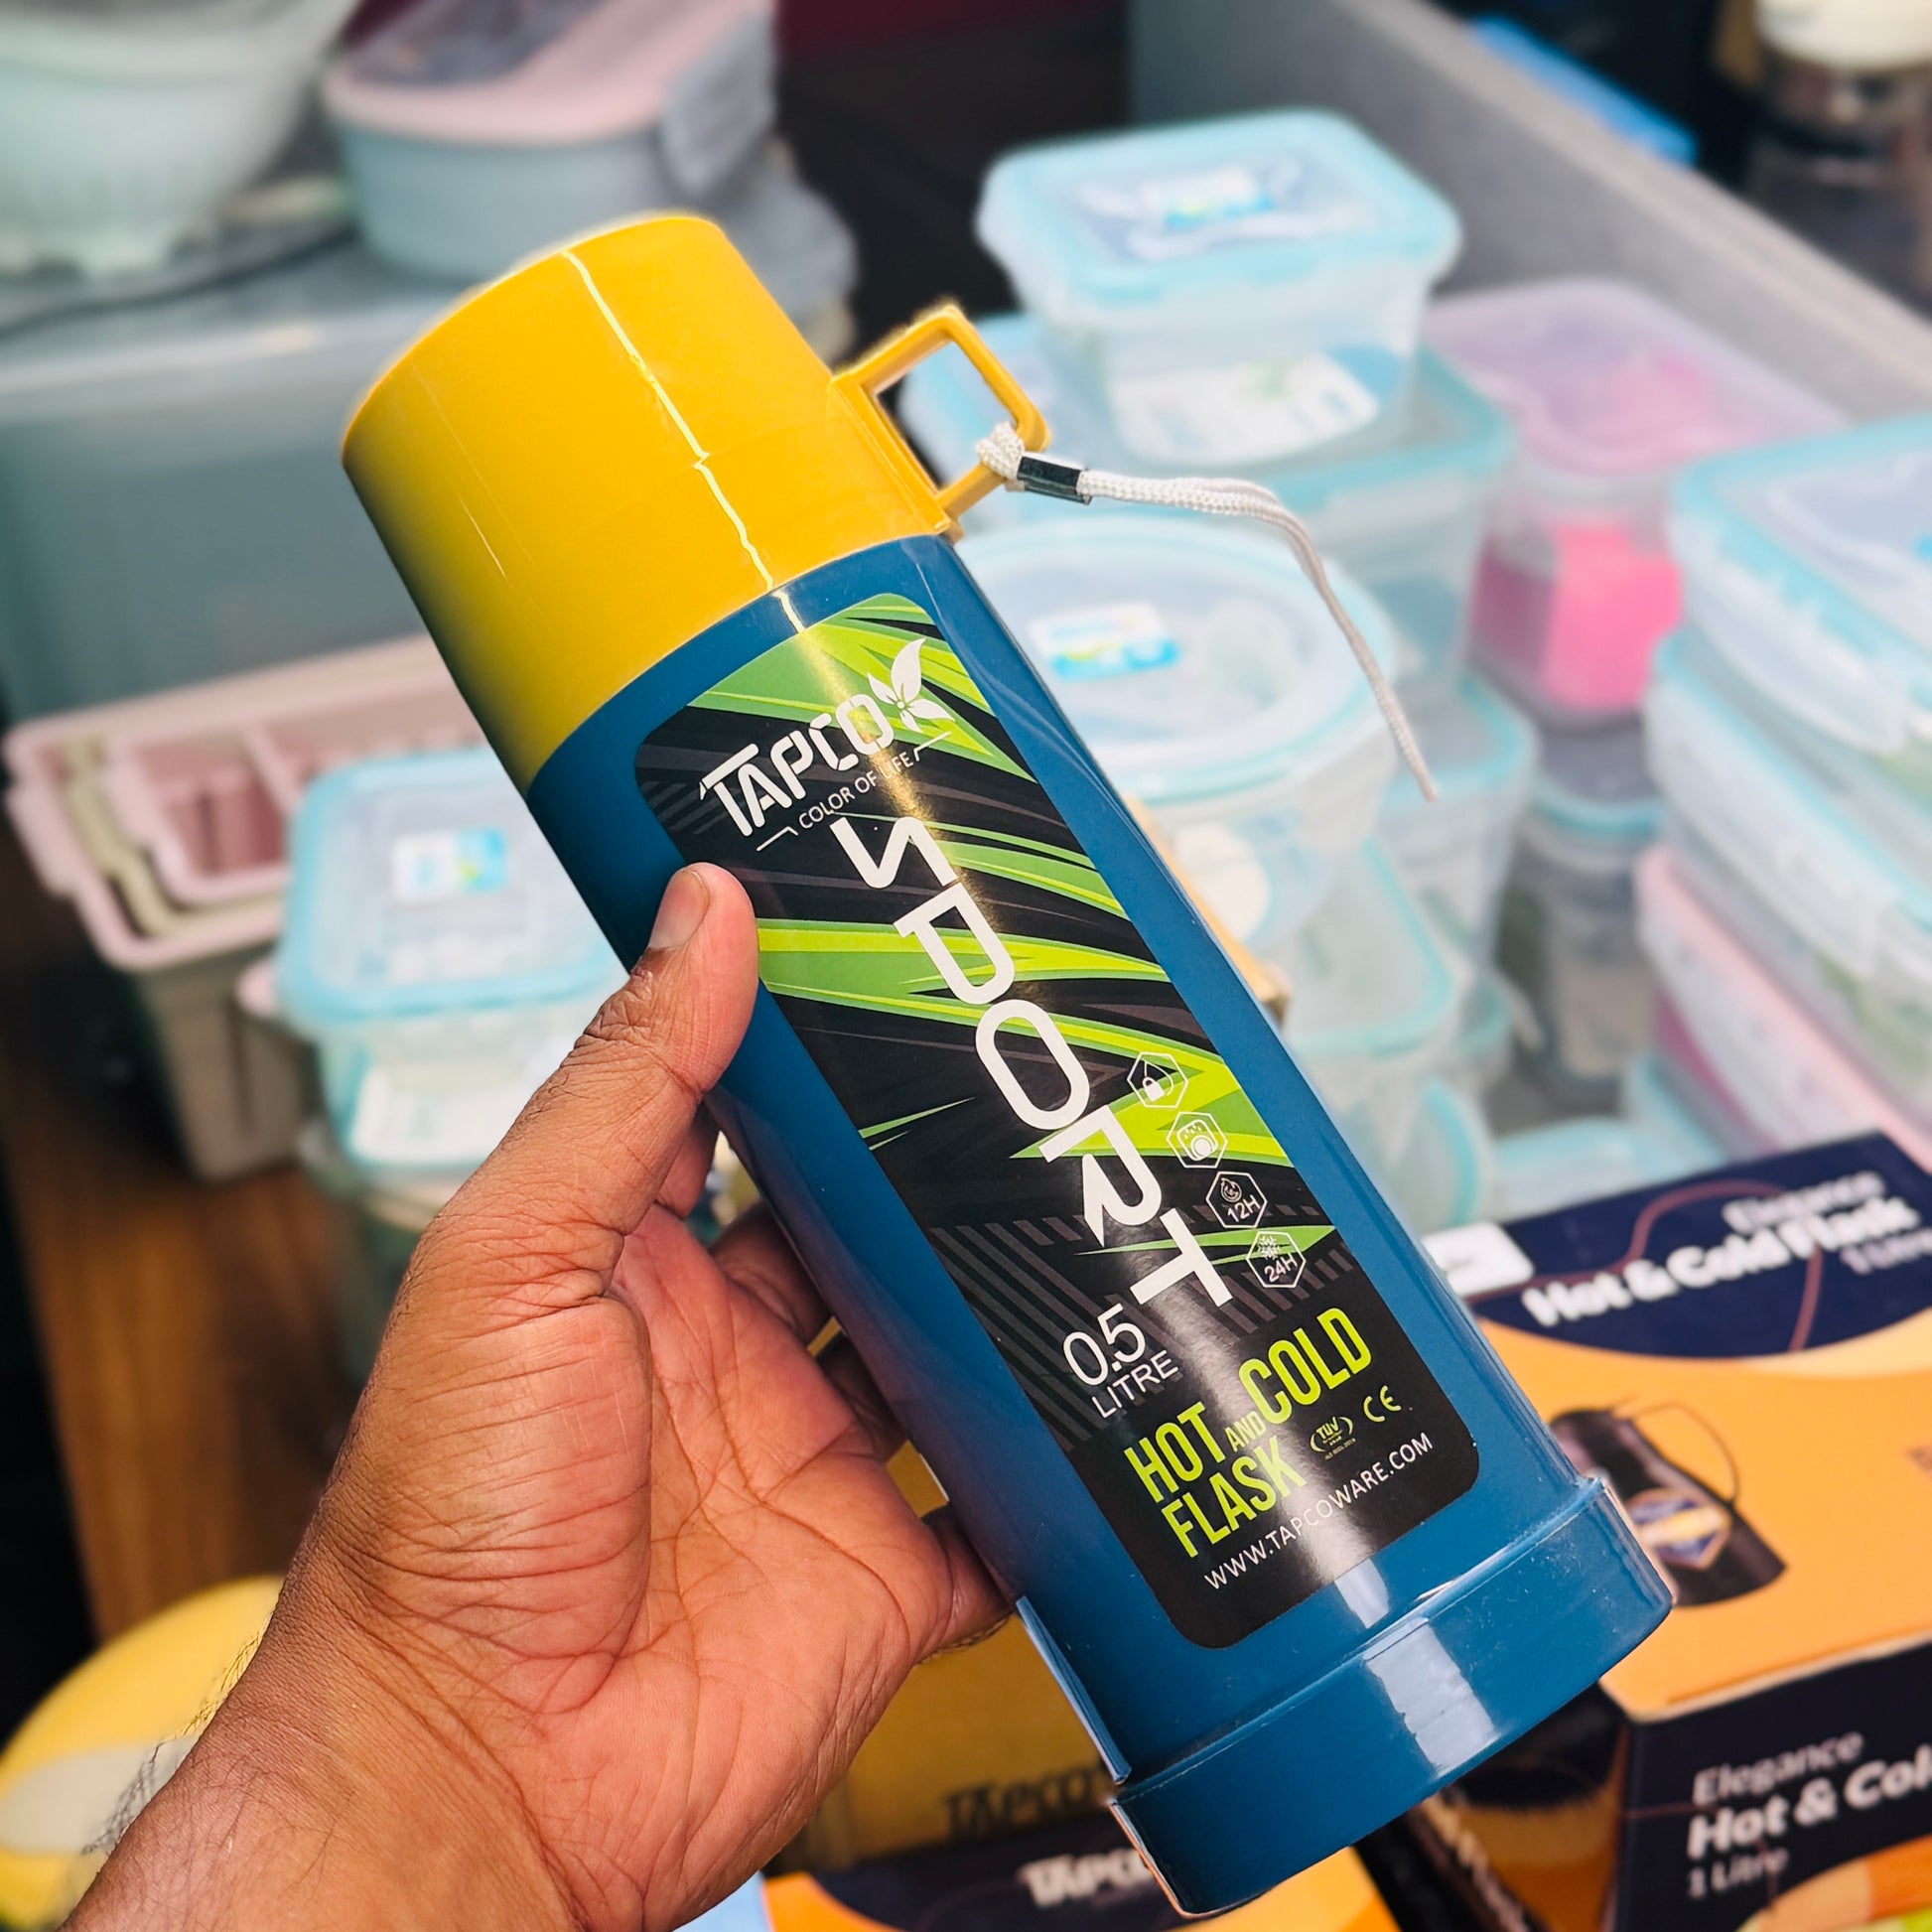 TAPCO
COLOR OF LIFE
SPORT
12H
24H
0.5
LITRE
HOT AND COLD
FLASK
TÜV
CE
WWW.TAPCOWARE.COM
Elegance
Hot & Cold Flask
Elegance
Hot & Col
1 Litre
TAPCO
TAPCO